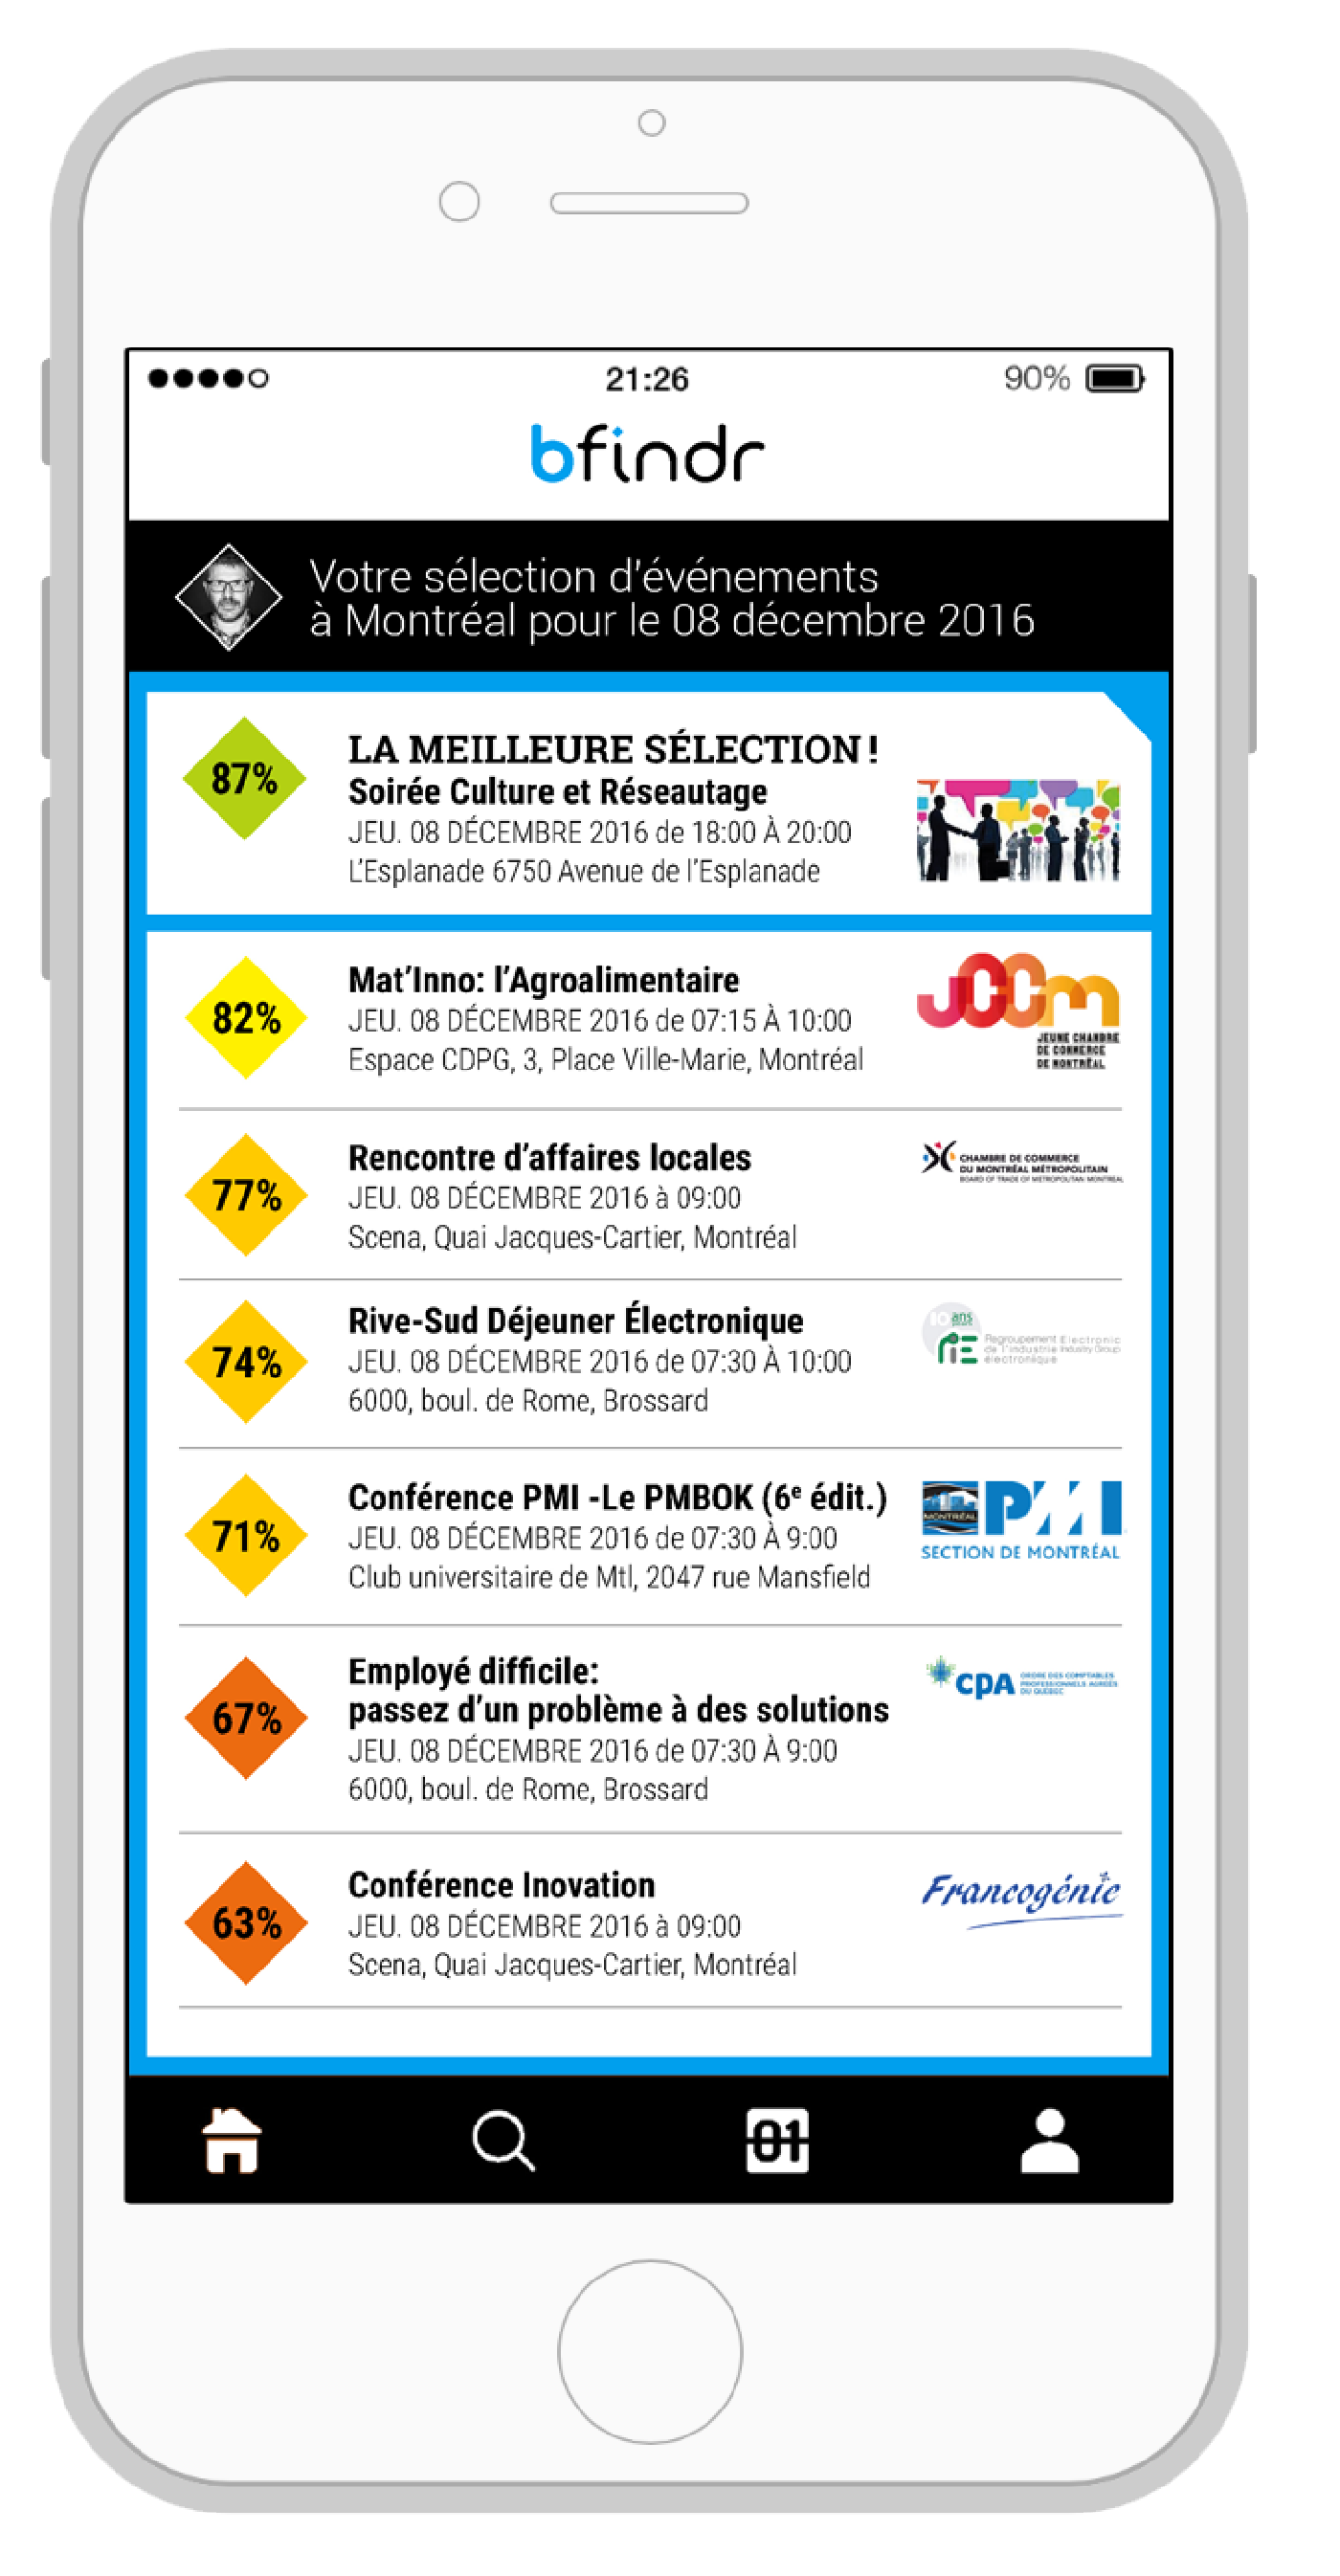 21:26
90%
bfindr
Votre sélection d'événements
à Montréal pour le 08 décembre 2016
87%
LA MEILLEURE SÉLECTION !
Soirée Culture et Réseautage
JEU. 08 DÉCEMBRE 2016 de 18:00 À 20:00
L'Esplanade 6750 Avenue de l'Esplanade
82%
Mat'Inno: l'Agroalimentaire
JEU. 08 DÉCEMBRE 2016 de 07:15 À 10:00
Espace CDPG, 3, Place Ville-Marie, Montréal
JCCm
JEUNE CHAMBRE
DE COMMERCE
DE MONTRÉAL
77%
Rencontre d'affaires locales
JEU. 08 DÉCEMBRE 2016 à 09:00
Scena, Quai Jacques-Cartier, Montréal
CHAMBRE DE COMMERCE
DU MONTRÉAL MÉTROPOLITAIN
BOARD OF TRADE OF METROPOLITAN MONTREAL
74%
Rive-Sud Déjeuner Électronique
JEU. 08 DÉCEMBRE 2016 de 07:30 À 10:00
6000, boul. de Rome, Brossard
10 ans
Regroupement Electronic
de l'industrie Industry Group
électronique
71%
Conférence PMI -Le PMBOK (6e édit.)
JEU. 08 DÉCEMBRE 2016 de 07:30 À 9:00
Club universitaire de Mtl, 2047 rue Mansfield
MONTRÉAL
PMI
SECTION DE MONTRÉAL
67%
Employé difficile:
passez d'un problème à des solutions
JEU. 08 DÉCEMBRE 2016 de 07:30 À 9:00
6000, boul. de Rome, Brossard
CPA
ORDRE DES COMPTABLES
PROFESSIONNELS AGRÉÉS
DU QUÉBEC
63%
Conférence Inovation
JEU. 08 DÉCEMBRE 2016 à 09:00
Scena, Quai Jacques-Cartier, Montréal
Francogénie
01